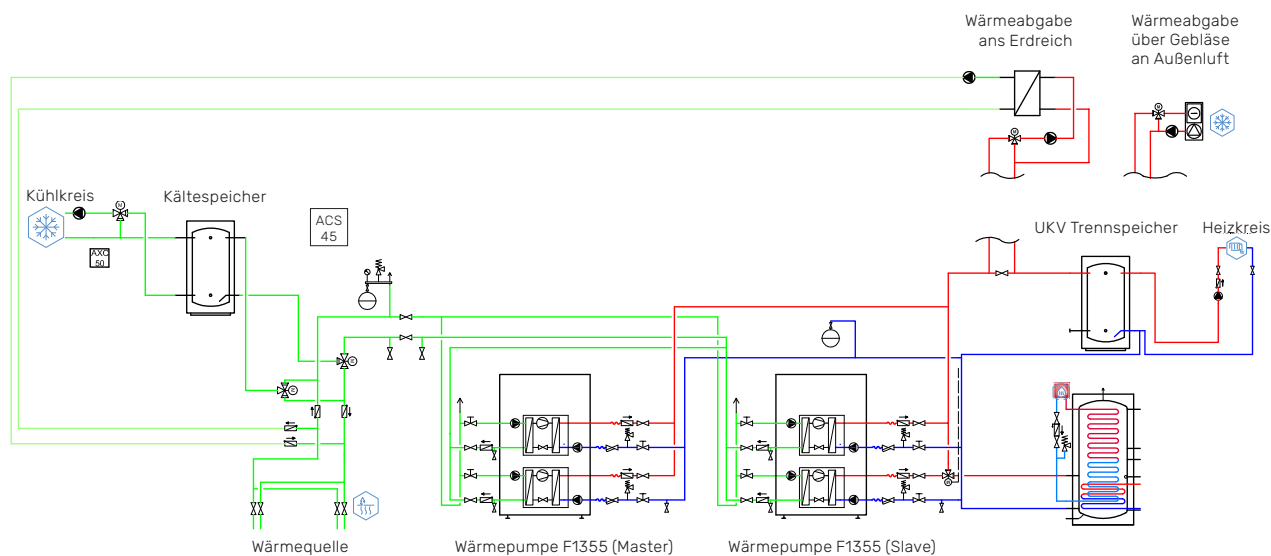 Wärmeabgabe
ans Erdreich
Wärmeabgabe
über Gebläse
an Außenluft
Kühlkreis
Kältespeicher
ACS
45
AXC
50
UKV Trennspeicher
Heizkreis
Wärmequelle
Wärmepumpe F1355 (Master)
Wärmepumpe F1355 (Slave)